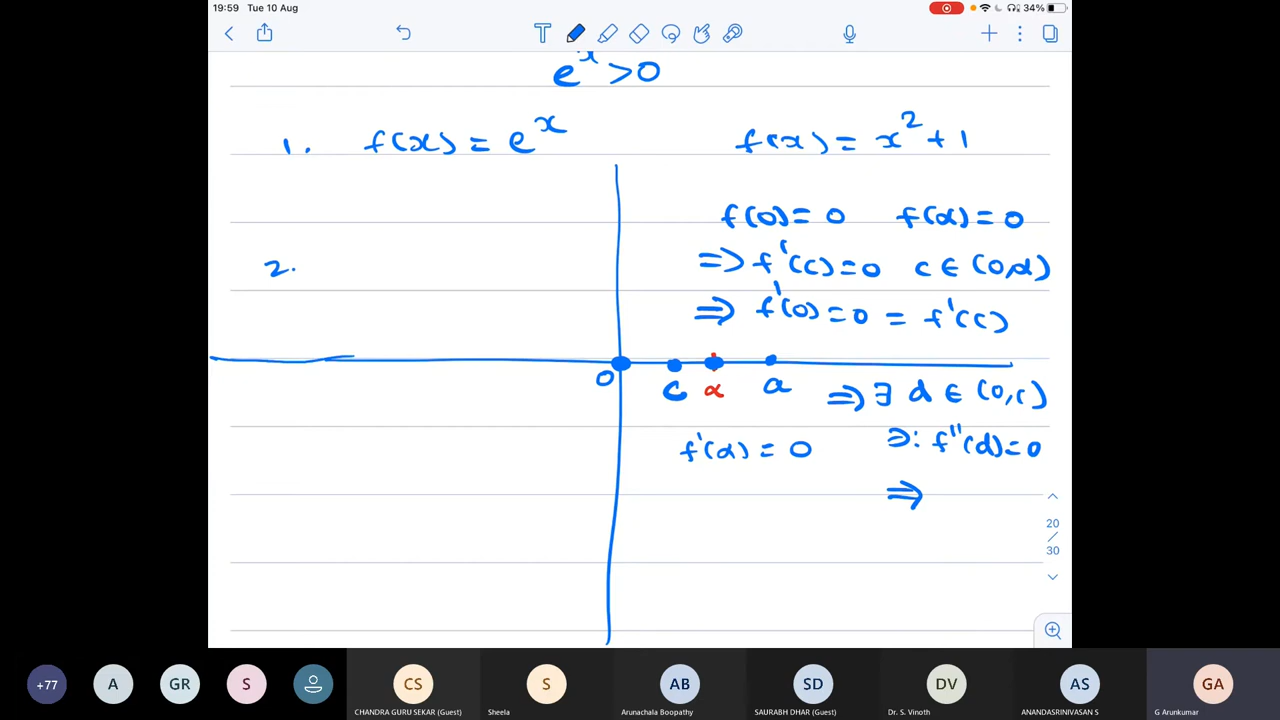 19:59 Tue 10 Aug 34%
e^x > 0
1. f(x) = e^x f(x) = x^2 + 1
f(0) = 0 f(α) = 0
2. ⇒ f'(c) = 0 c ∈ (0,α)
⇒ f'(0) = 0 = f'(c)
0 c α a ⇒ ∃ d ∈ (0,c)
f'(α) = 0 ∋: f''(d) = 0
⇒
20
/
30
+77 A GR S CS S AB SD DV AS GA
CHANDRA GURU SEKAR (Guest) Sheela Arunachala Boopathy SAURABH DHAR (Guest) Dr. S. Vinoth ANANDASRINIVASAN S G Arunkumar